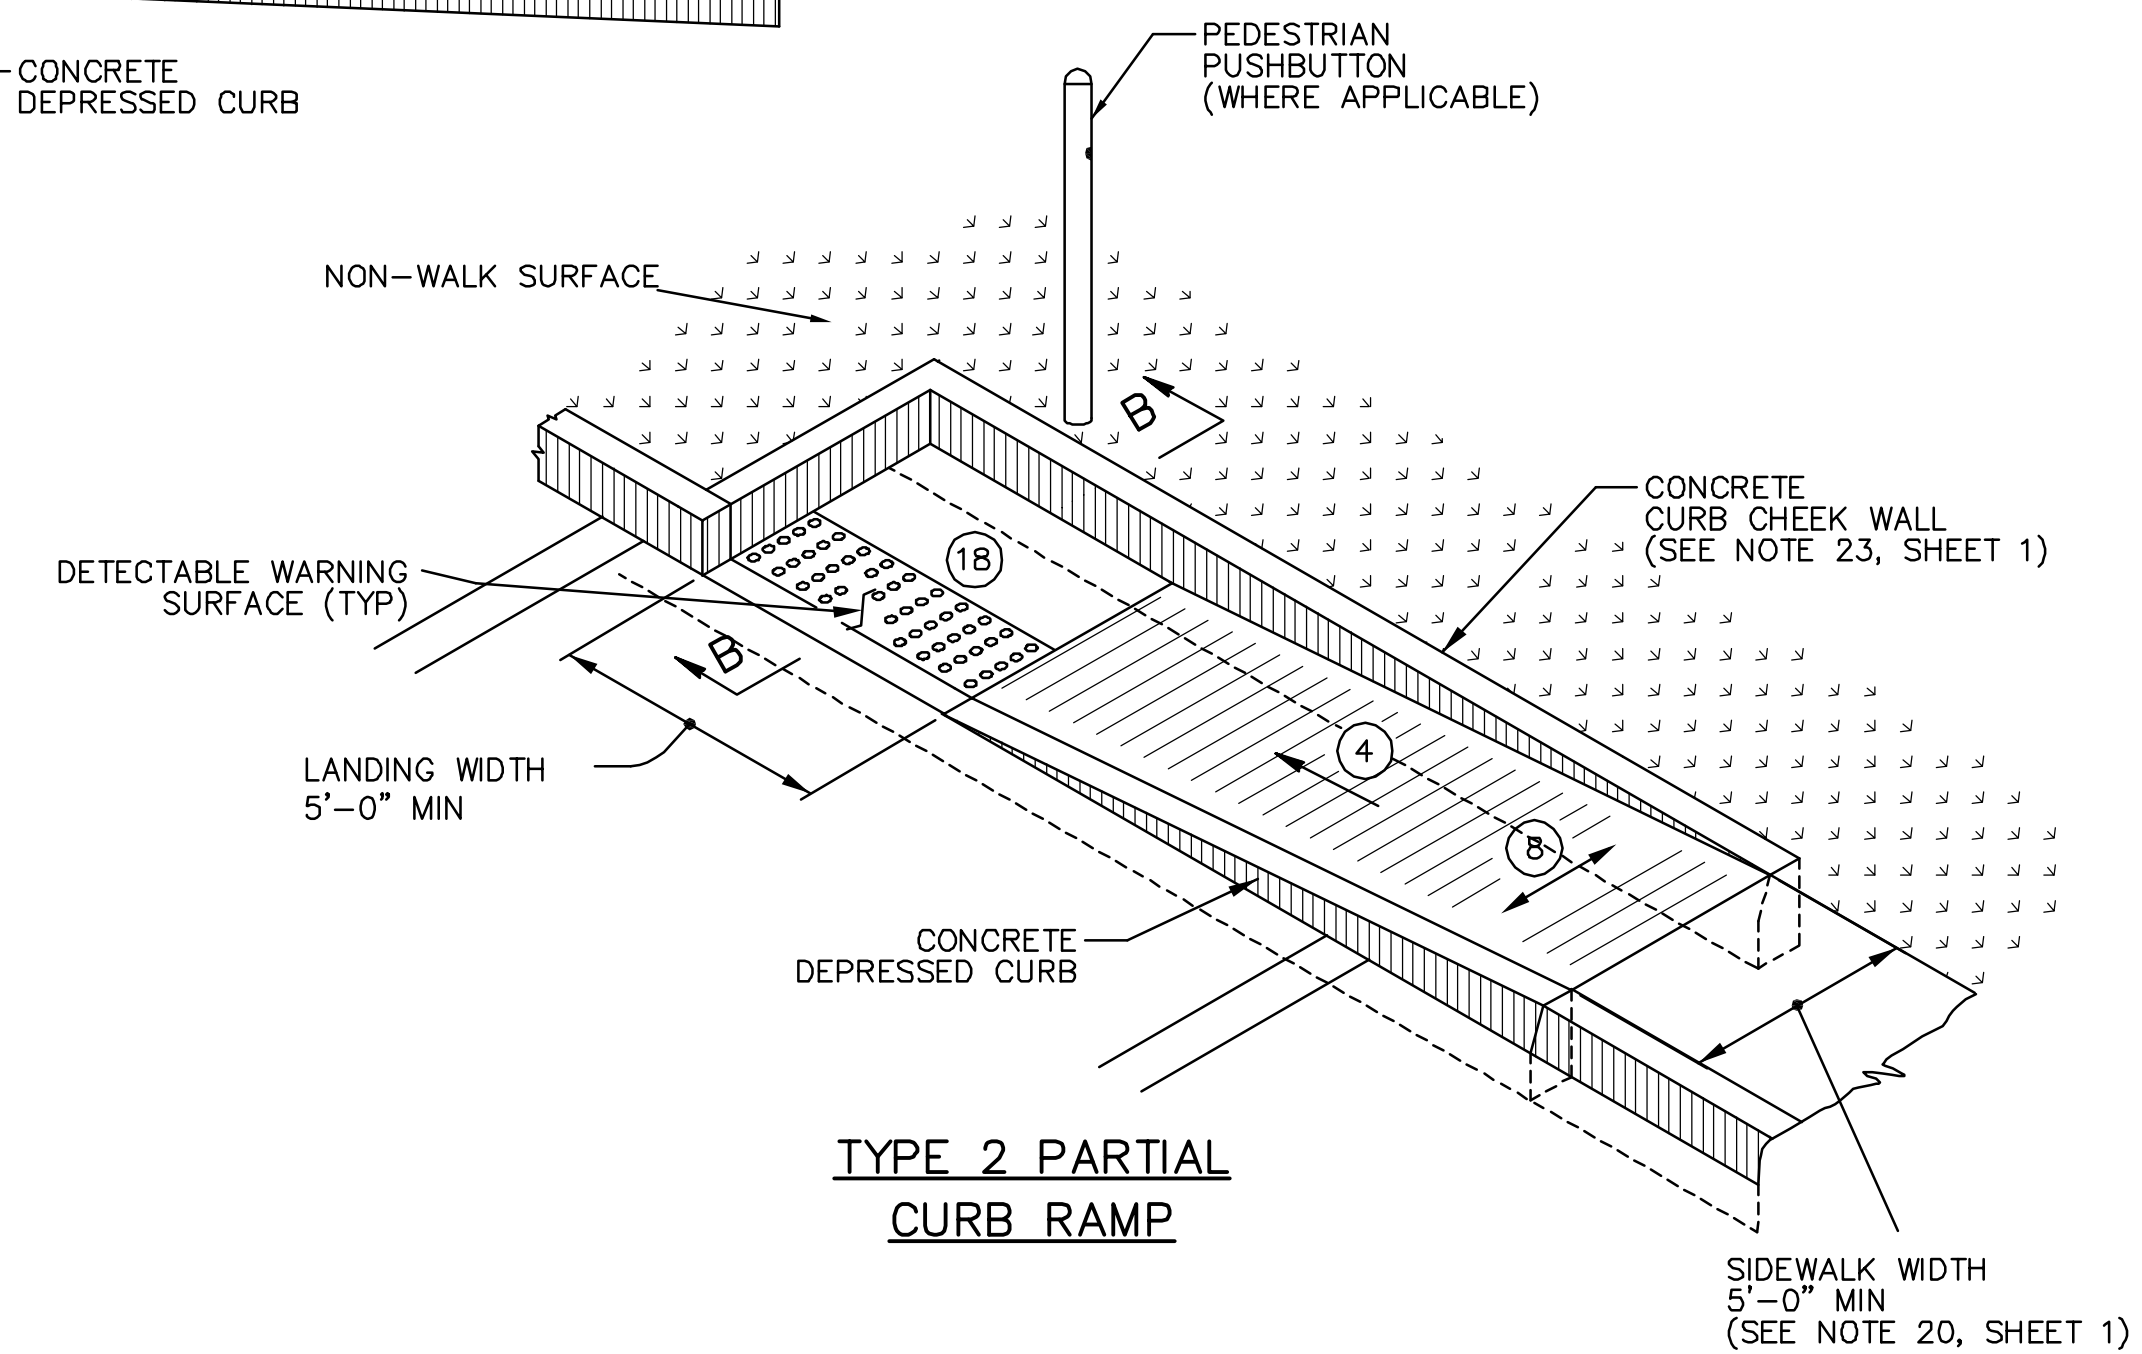 CONCRETE
DEPRESSED CURB
PEDESTRIAN
PUSHBUTTON
(WHERE APPLICABLE)
NON-WALK SURFACE
B
CONCRETE
CURB CHEEK WALL
(SEE NOTE 23, SHEET 1)
18
DETECTABLE WARNING
SURFACE (TYP)
B
LANDING WIDTH
5'-0" MIN
4
8
CONCRETE
DEPRESSED CURB
TYPE 2 PARTIAL
CURB RAMP
SIDEWALK WIDTH
5'-0" MIN
(SEE NOTE 20, SHEET 1)